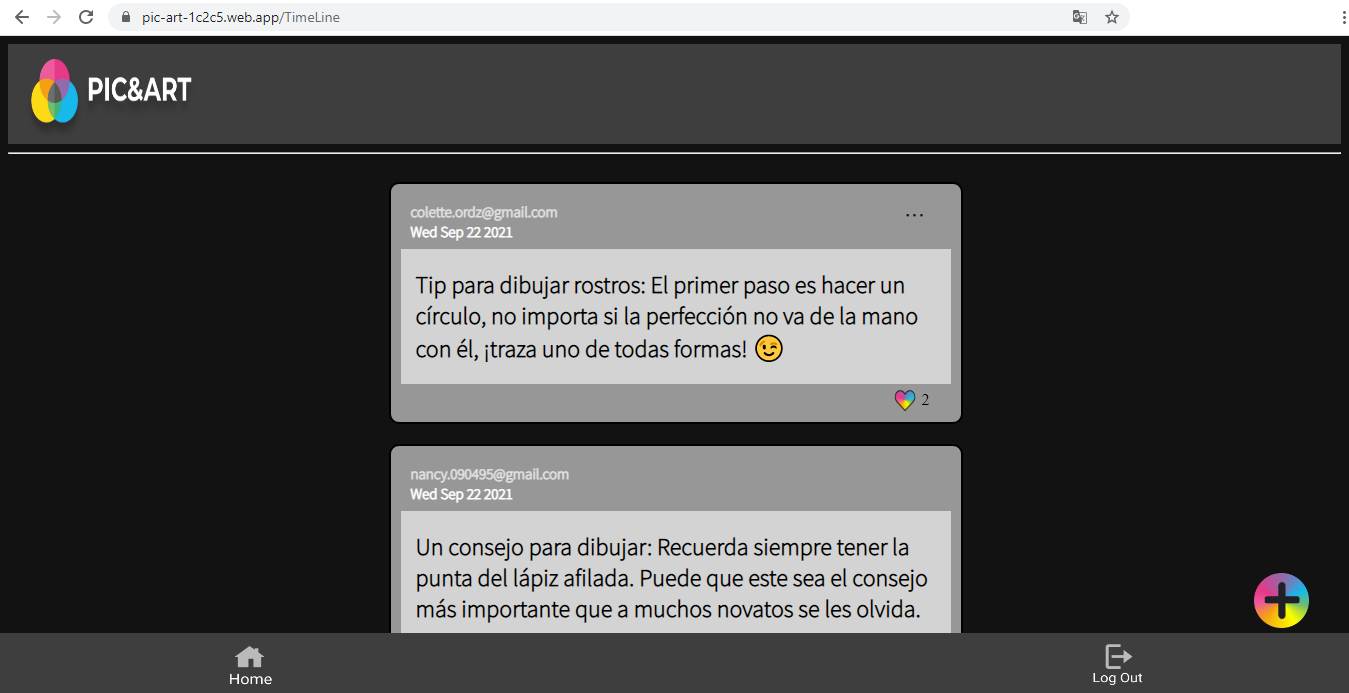 pic-art-1c2c5.web.app/TimeLine
PIC&ART
colette.ordz@gmail.com
...
Wed Sep 22 2021
Tip para dibujar rostros: El primer paso es hacer un
círculo, no importa si la perfección no va de la mano
con él, ¡traza uno de todas formas! 😉
2
nancy.090495@gmail.com
Wed Sep 22 2021
Un consejo para dibujar: Recuerda siempre tener la
punta del lápiz afilada. Puede que este sea el consejo
más importante que a muchos novatos se les olvida.
Home
Log Out